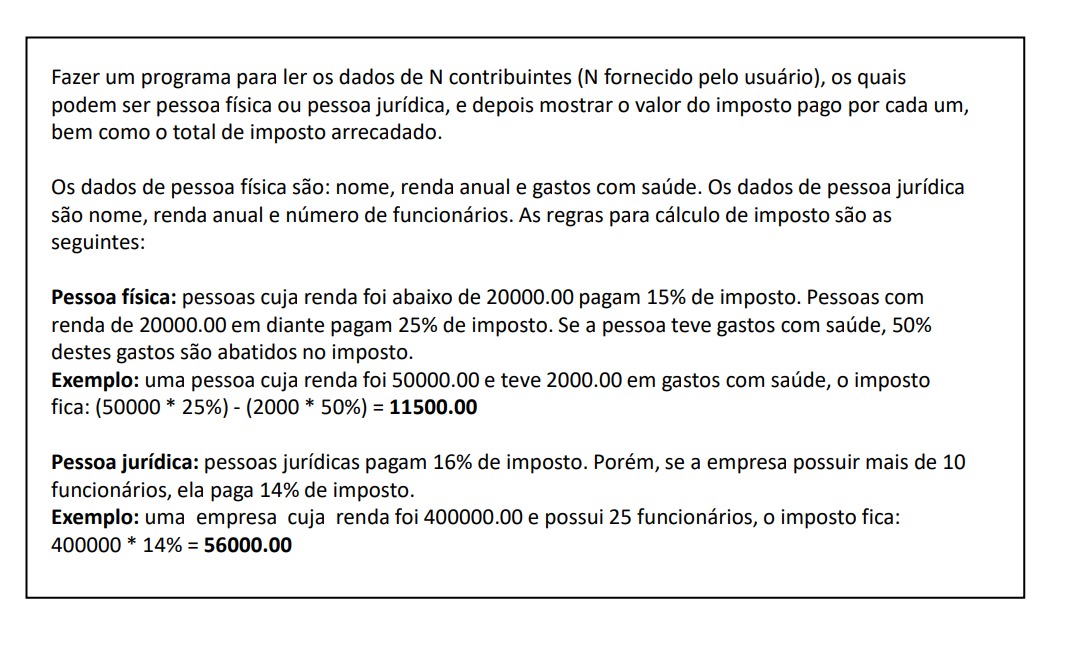 Fazer um programa para ler os dados de N contribuintes (N fornecido pelo usuário), os quais
podem ser pessoa física ou pessoa jurídica, e depois mostrar o valor do imposto pago por cada um,
bem como o total de imposto arrecadado.
Os dados de pessoa física são: nome, renda anual e gastos com saúde. Os dados de pessoa jurídica
são nome, renda anual e número de funcionários. As regras para cálculo de imposto são as
seguintes:
Pessoa física: pessoas cuja renda foi abaixo de 20000.00 pagam 15% de imposto. Pessoas com
renda de 20000.00 em diante pagam 25% de imposto. Se a pessoa teve gastos com saúde, 50%
destes gastos são abatidos no imposto.
Exemplo: uma pessoa cuja renda foi 50000.00 e teve 2000.00 em gastos com saúde, o imposto
fica: (50000 * 25%) - (2000 * 50%) = 11500.00
Pessoa jurídica: pessoas jurídicas pagam 16% de imposto. Porém, se a empresa possuir mais de 10
funcionários, ela paga 14% de imposto.
Exemplo: uma empresa cuja renda foi 400000.00 e possui 25 funcionários, o imposto fica:
400000 * 14% = 56000.00